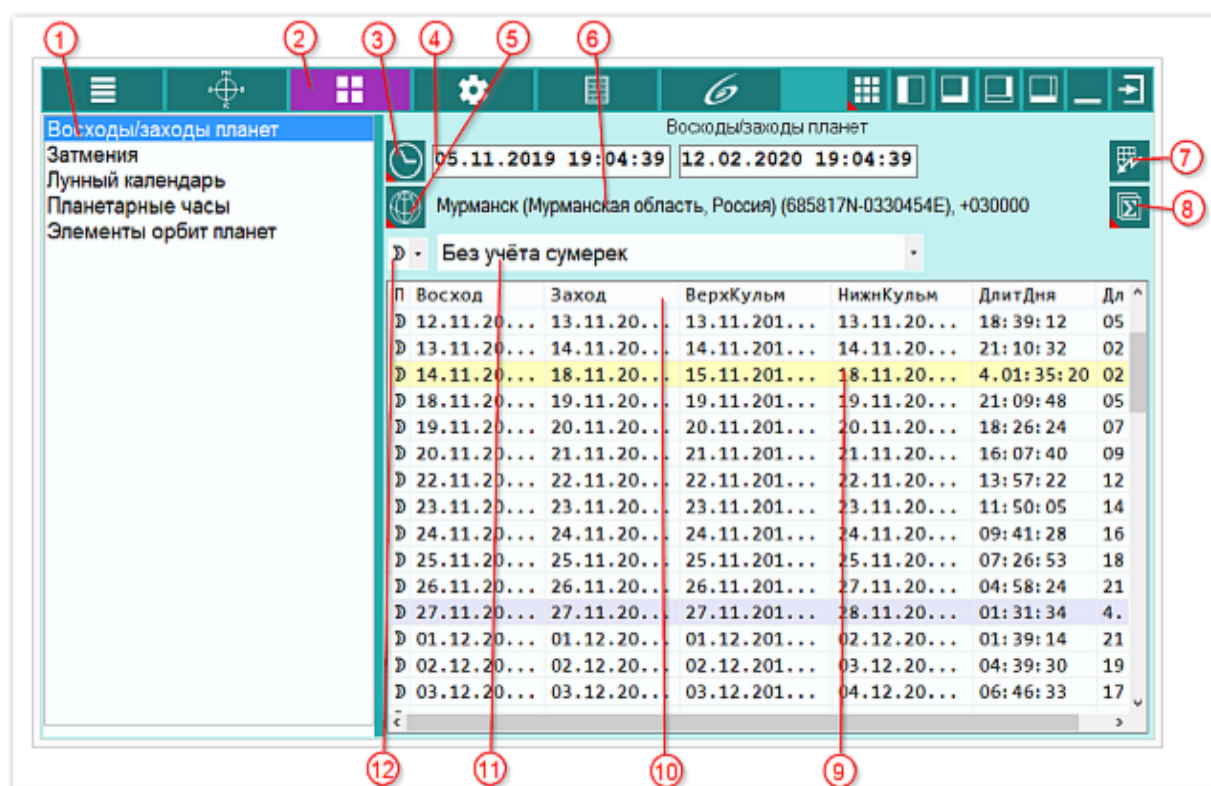 1 2 3 4 5 6
Восходы/заходы планет
Затмения
Лунный календарь
Планетарные часы
Элементы орбит планет
Восходы/заходы планет
05.11.2019 19:04:39 12.02.2020 19:04:39
7
Мурманск (Мурманская область, Россия) (685817N-0330454E), +030000
8
Без учёта сумерек
П Восход Заход ВерхКульм НижнКульм ДлитДня Дл
12.11.20... 13.11.20... 13.11.201... 13.11.20... 18:39:12 05
13.11.20... 14.11.20... 14.11.201... 14.11.20... 21:10:32 02
14.11.20... 18.11.20... 15.11.201... 18.11.20... 4.01:35:20 02
18.11.20... 19.11.20... 19.11.201... 19.11.20... 21:09:48 05
19.11.20... 20.11.20... 20.11.201... 20.11.20... 18:26:24 07
20.11.20... 21.11.20... 21.11.201... 21.11.20... 16:07:40 09
22.11.20... 22.11.20... 22.11.201... 22.11.20... 13:57:22 12
23.11.20... 23.11.20... 23.11.201... 23.11.20... 11:50:05 14
24.11.20... 24.11.20... 24.11.201... 24.11.20... 09:41:28 16
25.11.20... 25.11.20... 25.11.201... 25.11.20... 07:26:53 18
26.11.20... 26.11.20... 26.11.201... 27.11.20... 04:58:24 21
27.11.20... 27.11.20... 27.11.201... 28.11.20... 01:31:34 4.
01.12.20... 01.12.20... 01.12.201... 02.12.20... 01:39:14 21
02.12.20... 02.12.20... 02.12.201... 03.12.20... 04:39:30 19
03.12.20... 03.12.20... 03.12.201... 04.12.20... 06:46:33 17
12 11 10 9